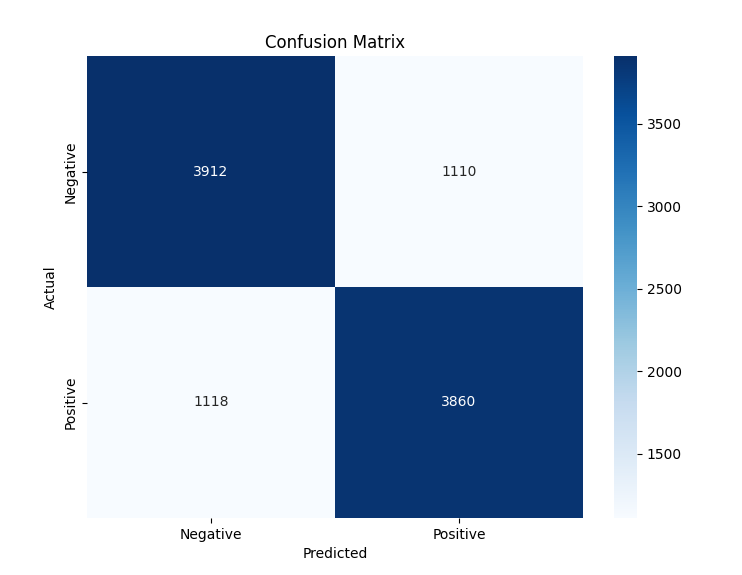 Confusion Matrix
Negative
3912
1110
Actual
Positive
1118
3860
Negative
Positive
Predicted
3500
3000
2500
2000
1500